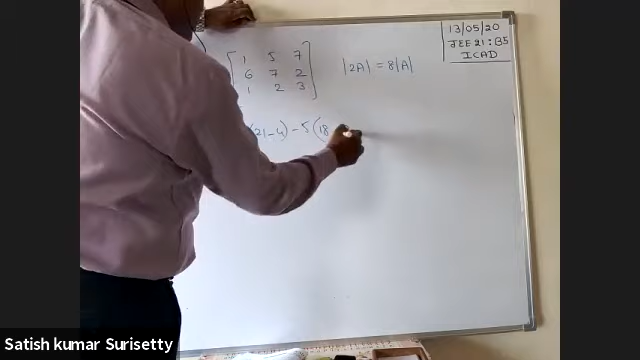 13/05/20
JEE 21 : B5
ICAD
1 5 7
6 7 2
1 2 3
|2A| = 8|A|
(21-4) - 5(18
Satish kumar Surisetty